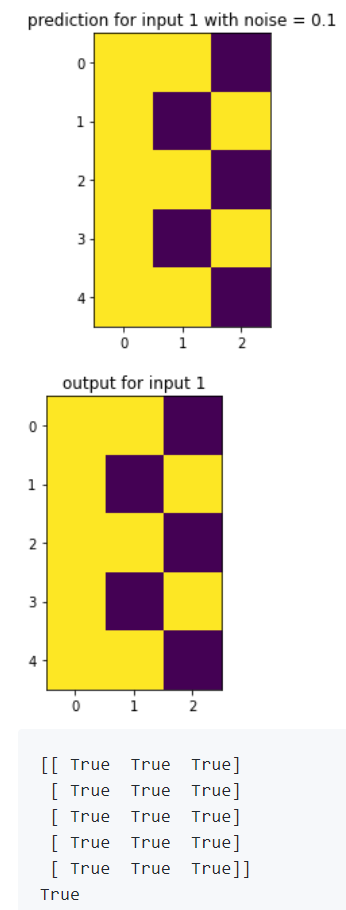 prediction for input 1 with noise = 0.1
0
1
2
3
4
0 1 2
output for input 1
0
1
2
3
4
0 1 2
[[ True  True  True]
 [ True  True  True]
 [ True  True  True]
 [ True  True  True]
 [ True  True  True]]
True